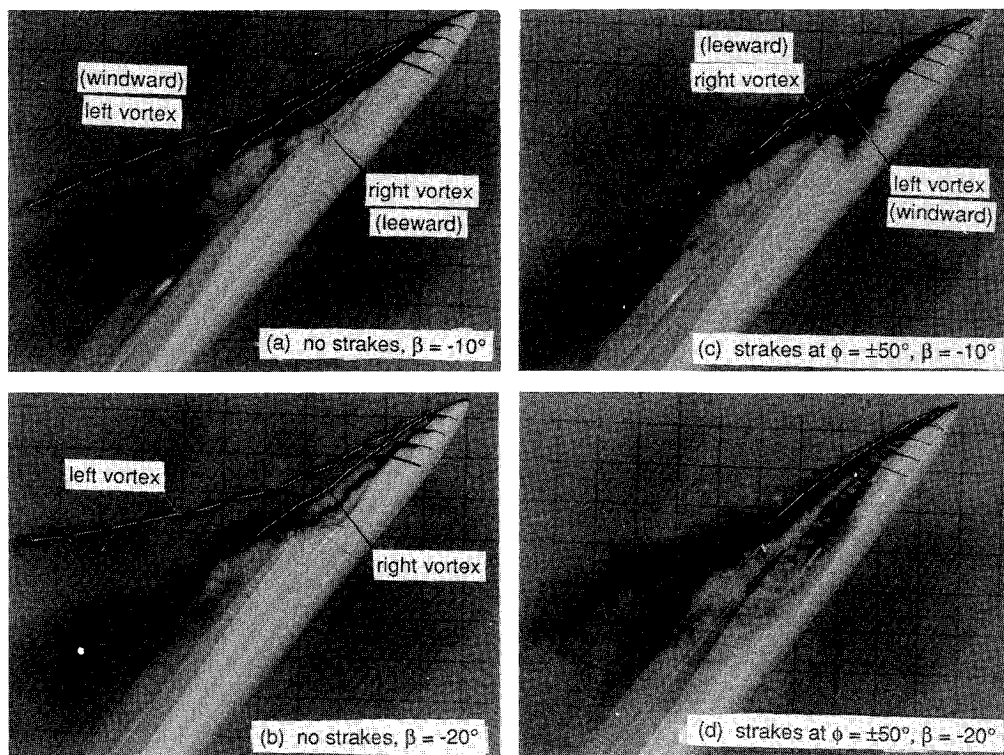 (windward)
left vortex
right vortex
(leeward)
(a) no strakes, β = -10°
(leeward)
right vortex
left vortex
(windward)
(c) strakes at ϕ = ±50°, β = -10°
left vortex
right vortex
(b) no strakes, β = -20°
(d) strakes at ϕ = ±50°, β = -20°